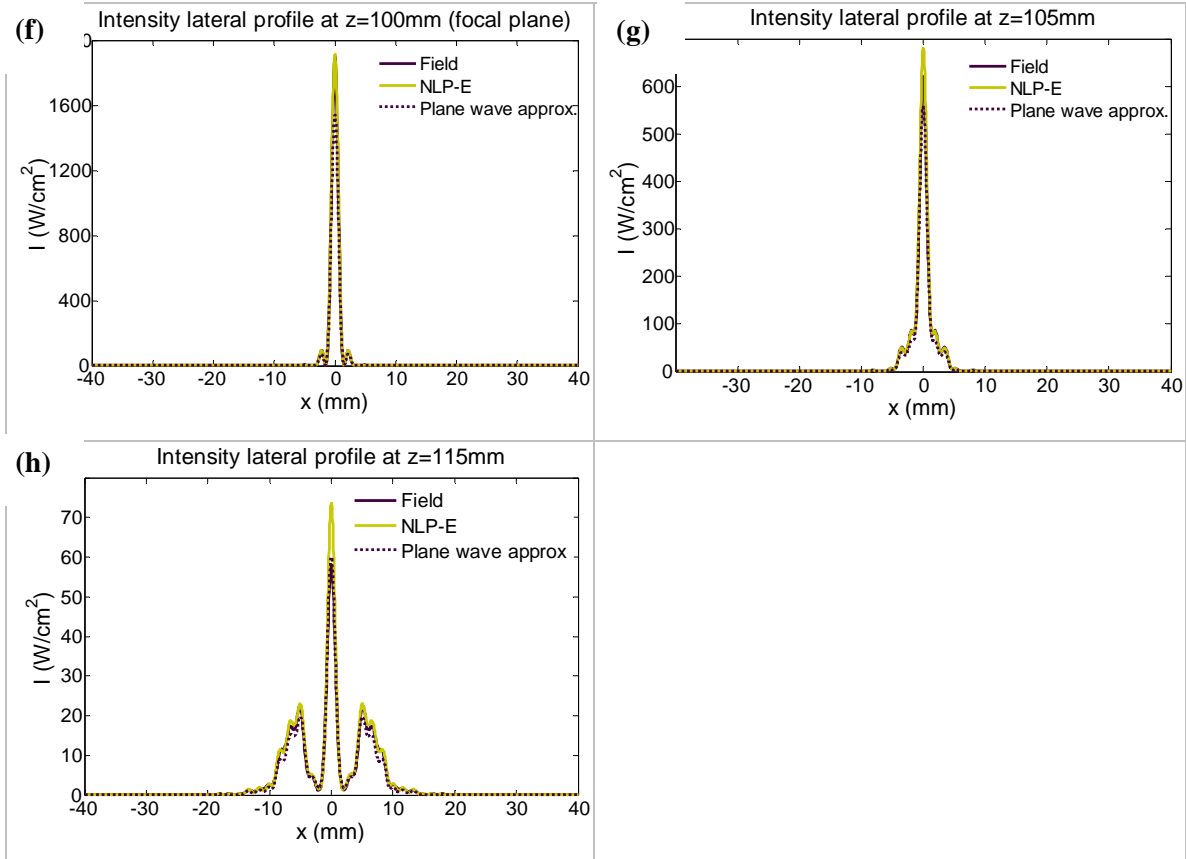 (f)
Intensity lateral profile at z=100mm (focal plane)
Field
NLP-E
Plane wave approx.
1600
1200
800
400
0
I (W/cm²)
-40 -30 -20 -10 0 10 20 30 40
x (mm)
(g)
Intensity lateral profile at z=105mm
Field
NLP-E
Plane wave approx.
600
500
400
300
200
100
0
I (W/cm²)
-30 -20 -10 0 10 20 30 40
x (mm)
(h)
Intensity lateral profile at z=115mm
Field
NLP-E
Plane wave approx
70
60
50
40
30
20
10
0
I (W/cm²)
-40 -30 -20 -10 0 10 20 30 40
x (mm)